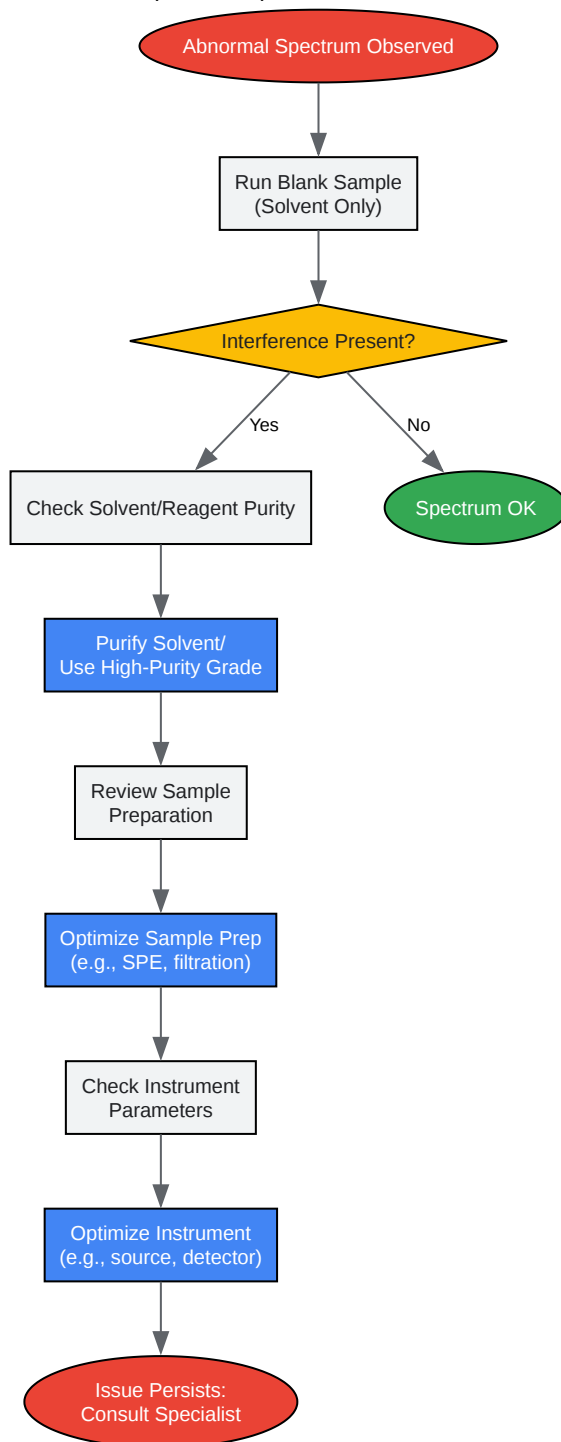 Abnormal Spectrum Observed
Run Blank Sample
(Solvent Only)
Interference Present?
Yes
No
Check Solvent/Reagent Purity
Spectrum OK
Purify Solvent/
Use High-Purity Grade
Review Sample
Preparation
Optimize Sample Prep
(e.g., SPE, filtration)
Check Instrument
Parameters
Optimize Instrument
(e.g., source, detector)
Issue Persists:
Consult Specialist